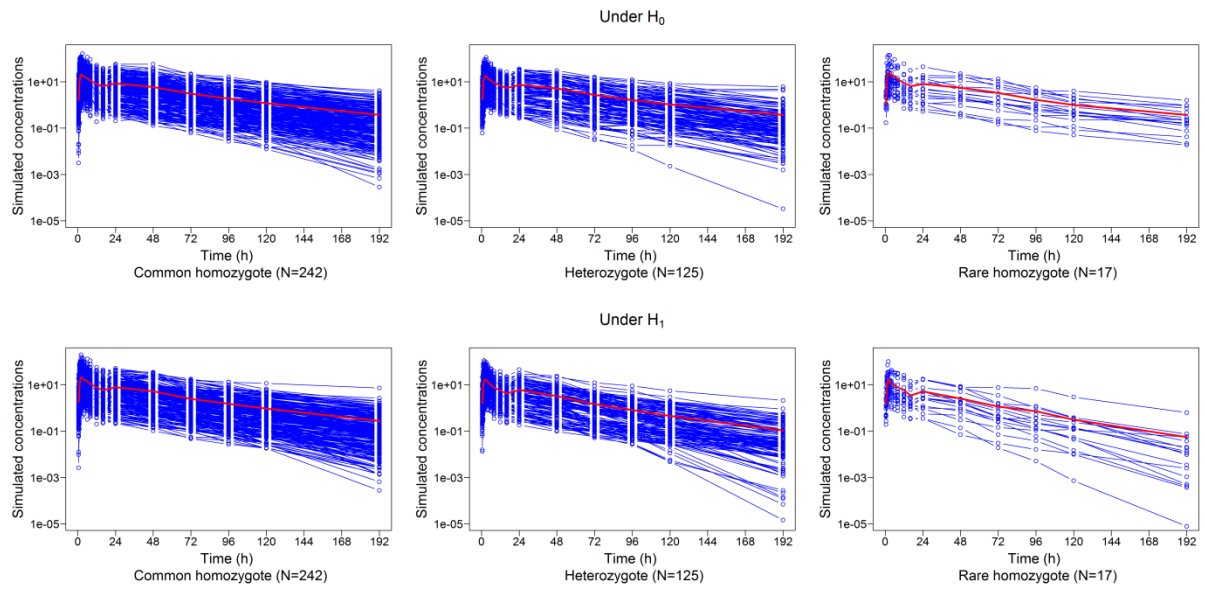 Under H0
Simulated concentrations
1e+01
1e-01
1e-03
1e-05
0 24 48 72 96 120 144 168 192
Time (h)
Common homozygote (N=242)
Simulated concentrations
1e+01
1e-01
1e-03
1e-05
0 24 48 72 96 120 144 168 192
Time (h)
Heterozygote (N=125)
Simulated concentrations
1e+01
1e-01
1e-03
1e-05
0 24 48 72 96 120 144 168 192
Time (h)
Rare homozygote (N=17)
Under H1
Simulated concentrations
1e+01
1e-01
1e-03
1e-05
0 24 48 72 96 120 144 168 192
Time (h)
Common homozygote (N=242)
Simulated concentrations
1e+01
1e-01
1e-03
1e-05
0 24 48 72 96 120 144 168 192
Time (h)
Heterozygote (N=125)
Simulated concentrations
1e+01
1e-01
1e-03
1e-05
0 24 48 72 96 120 144 168 192
Time (h)
Rare homozygote (N=17)